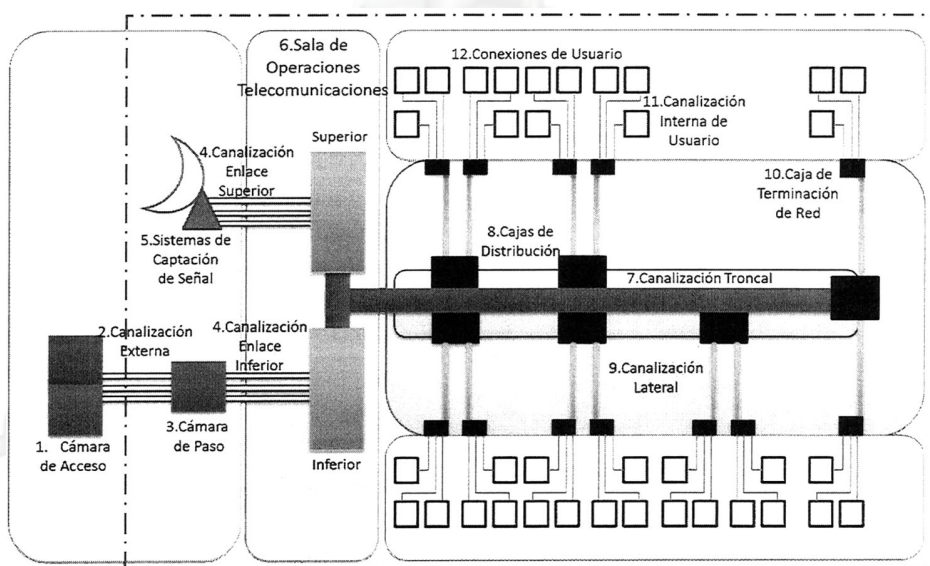 6.Sala de
Operaciones
Telecomunicaciones
12.Conexiones de Usuario
11.Canalización
Interna de
Usuario
Superior
4.Canalización
Enlace
Superior
10.Caja de
Terminación
de Red
5.Sistemas de
Captación
de Señal
8.Cajas de
Distribución
7.Canalización Troncal
2.Canalización
Externa
4.Canalización
Enlace
Inferior
9.Canalización
Lateral
1. Cámara
de Acceso
3.Cámara
de Paso
Inferior